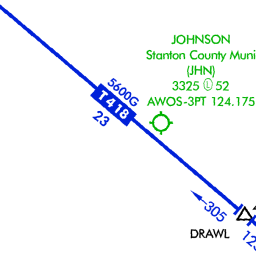 JOHNSON
Stanton County Muni
(JHN)
3325 Ⓛ 52
AWOS-3PT 124.175
5600G
T418
23
305
DRAWL